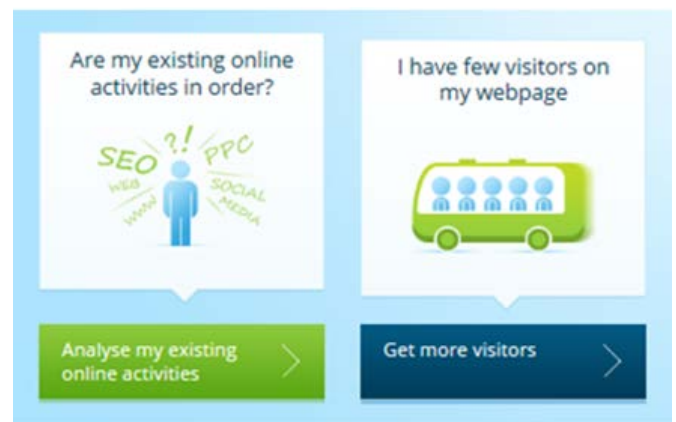 Are my existing online
activities in order?
?!
SEO
PPC
WEB
SOCIAL
WWW
MEDIA
Analyse my existing
online activities
I have few visitors on
my webpage
Get more visitors